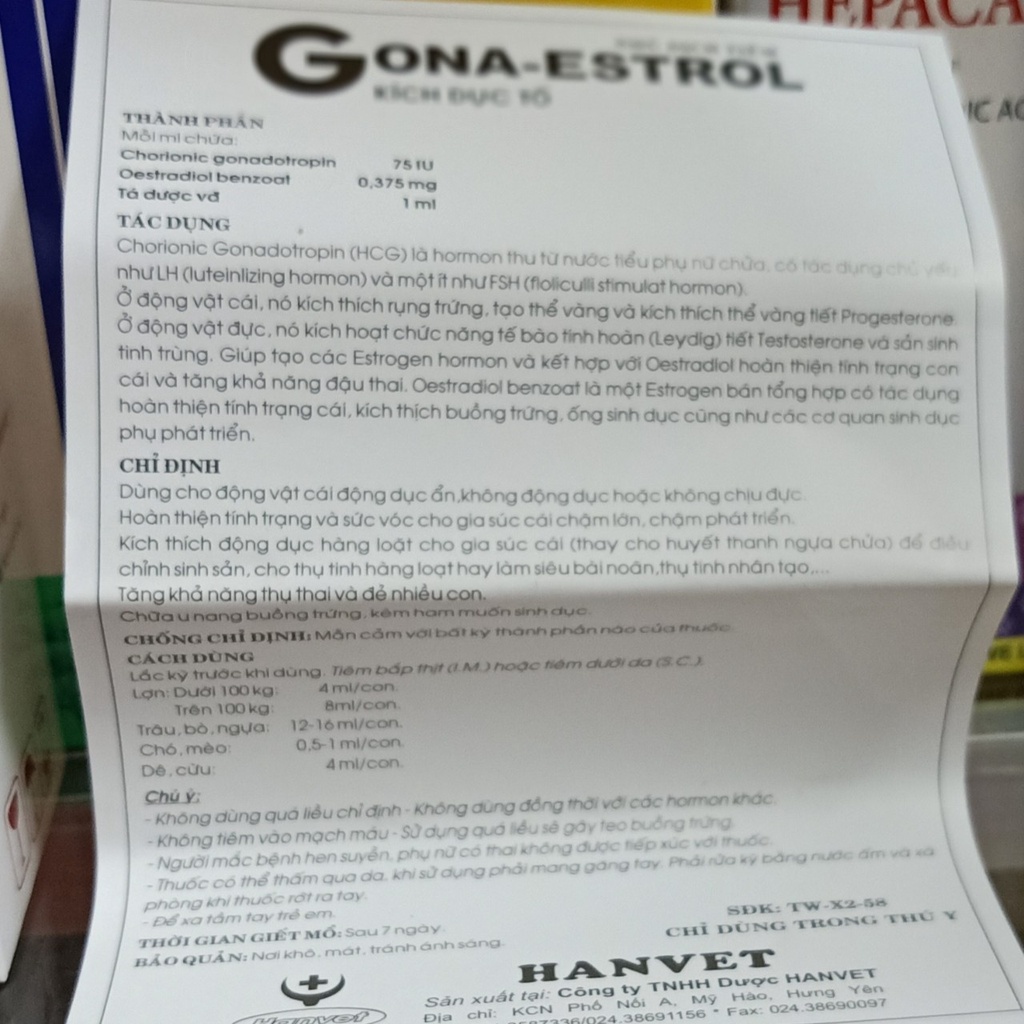 HEPACA
IC AC
GONA-ESTROL
KÍCH DỤC TỐ
THÀNH PHẦN
Mỗi ml chứa:
Chorionic gonadotropin 75 IU
Oestradiol benzoat 0,375 mg
Tá dược vđ 1 ml
TÁC DỤNG
Chorionic Gonadotropin (HCG) là hormon thu từ nước tiểu phụ nữ chửa, có tác dụng chủ yếu
như LH (luteinlizing hormon) và một ít như FSH (floliculli stimulat hormon).
Ở động vật cái, nó kích thích rụng trứng, tạo thể vàng và kích thích thể vàng tiết Progesterone.
Ở động vật đực, nó kích hoạt chức năng tế bào tinh hoàn (Leydig) tiết Testosterone và sản sinh
tinh trùng. Giúp tạo các Estrogen hormon và kết hợp với Oestradiol hoàn thiện tính trạng con
cái và tăng khả năng đậu thai. Oestradiol benzoat là một Estrogen bán tổng hợp có tác dụng
hoàn thiện tính trạng cái, kích thích buồng trứng, ống sinh dục cũng như các cơ quan sinh dục
phụ phát triển.
CHỈ ĐỊNH
Dùng cho động vật cái động dục ẩn,không động dục hoặc không chịu đực.
Hoàn thiện tính trạng và sức vóc cho gia súc cái chậm lớn, chậm phát triển.
Kích thích động dục hàng loạt cho gia súc cái (thay cho huyết thanh ngựa chửa) để điều
chỉnh sinh sản, cho thụ tinh hàng loạt hay làm siêu bài noãn,thụ tinh nhân tạo,...
Tăng khả năng thụ thai và đẻ nhiều con.
Chữa u nang buồng trứng, kém ham muốn sinh dục.
CHỐNG CHỈ ĐỊNH: Mẫn cảm với bất kỳ thành phần nào của thuốc.
CÁCH DÙNG
Lắc kỹ trước khi dùng. Tiêm bắp thịt (I.M.) hoặc tiêm dưới da (S.C.).
Lợn: Dưới 100 kg: 4 ml/con.
Trên 100 kg: 8ml/con.
Trâu, bò, ngựa: 12-16 ml/con.
Chó, mèo: 0,5-1 ml/con.
Dê, cừu: 4 ml/con.
Chú ý:
- Không dùng quá liều chỉ định - Không dùng đồng thời với các hormon khác.
- Không tiêm vào mạch máu - Sử dụng quá liều sẽ gây teo buồng trứng.
- Người mắc bệnh hen suyễn, phụ nữ có thai không được tiếp xúc với thuốc.
- Thuốc có thể thấm qua da, khi sử dụng phải mang găng tay. Phải rửa kỹ bằng nước ấm và xà
phòng khi thuốc rớt ra tay.
- Để xa tầm tay trẻ em.
THỜI GIAN GIẾT MỔ: Sau 7 ngày.
BẢO QUẢN: Nơi khô, mát, tránh ánh sáng.
SĐK: TW-X2-58
CHỈ DÙNG TRONG THÚ Y
HANVET
Sản xuất tại: Công ty TNHH Dược HANVET
Địa chỉ: KCN Phố Nối A, Mỹ Hào, Hưng Yên
/024.38691156 * Fax: 024.38690097
Hanvet